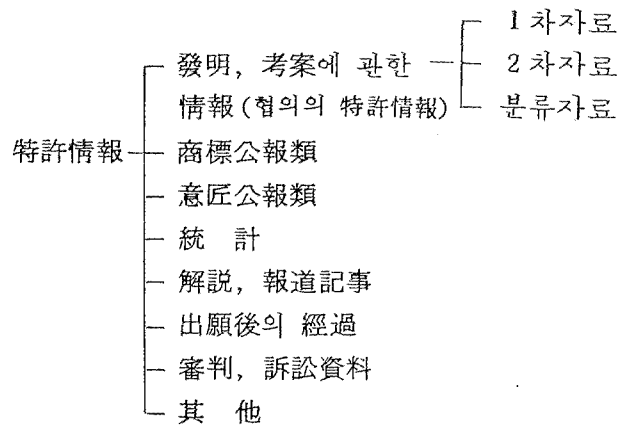 1 차자료
發明, 考案에 관한
2 차자료
情報(협의의 特許情報)
분류자료
特許情報
商標公報類
意匠公報類
統 計
解説, 報道記事
出願後의 經過
審判, 訴訟資料
其 他